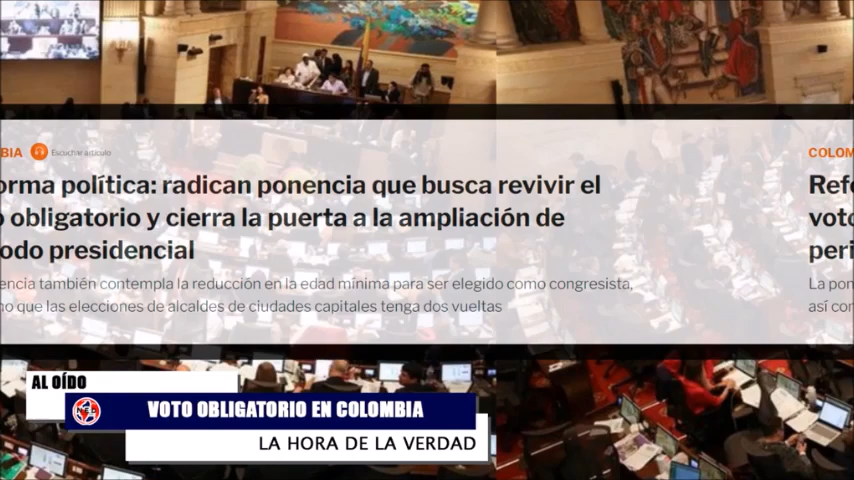 BIA Escuchar artículo
orma política: radican ponencia que busca revivir el
o obligatorio y cierra la puerta a la ampliación de
odo presidencial
encia también contempla la reducción en la edad mínima para ser elegido como congresista,
no que las elecciones de alcaldes de ciudades capitales tenga dos vueltas
COLOM
Refo
voto
peri
La pon
así con
AL OÍDO
VOTO OBLIGATORIO EN COLOMBIA
LA HORA DE LA VERDAD